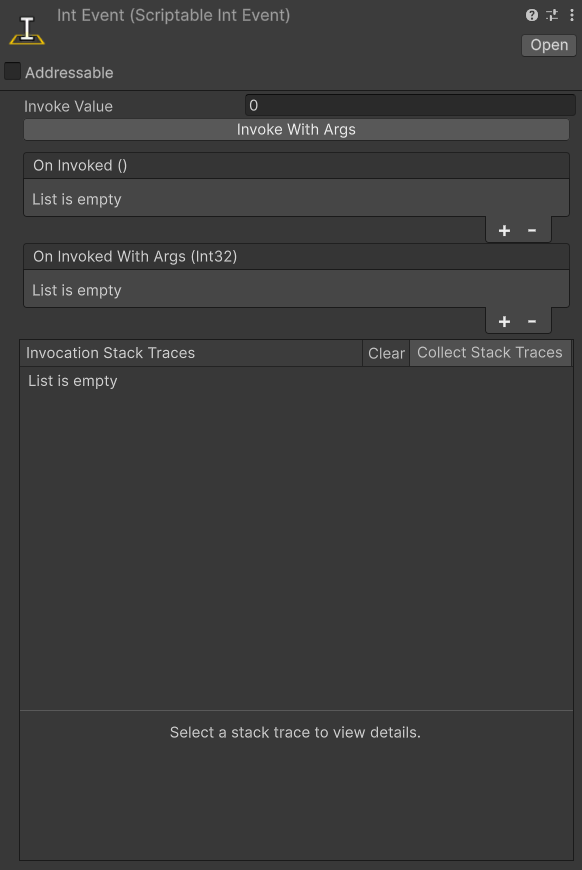 Int Event (Scriptable Int Event)
Open
Addressable
Invoke Value 0
Invoke With Args
On Invoked ()
List is empty
+ -
On Invoked With Args (Int32)
List is empty
+ -
Invocation Stack Traces Clear Collect Stack Traces
List is empty
Select a stack trace to view details.